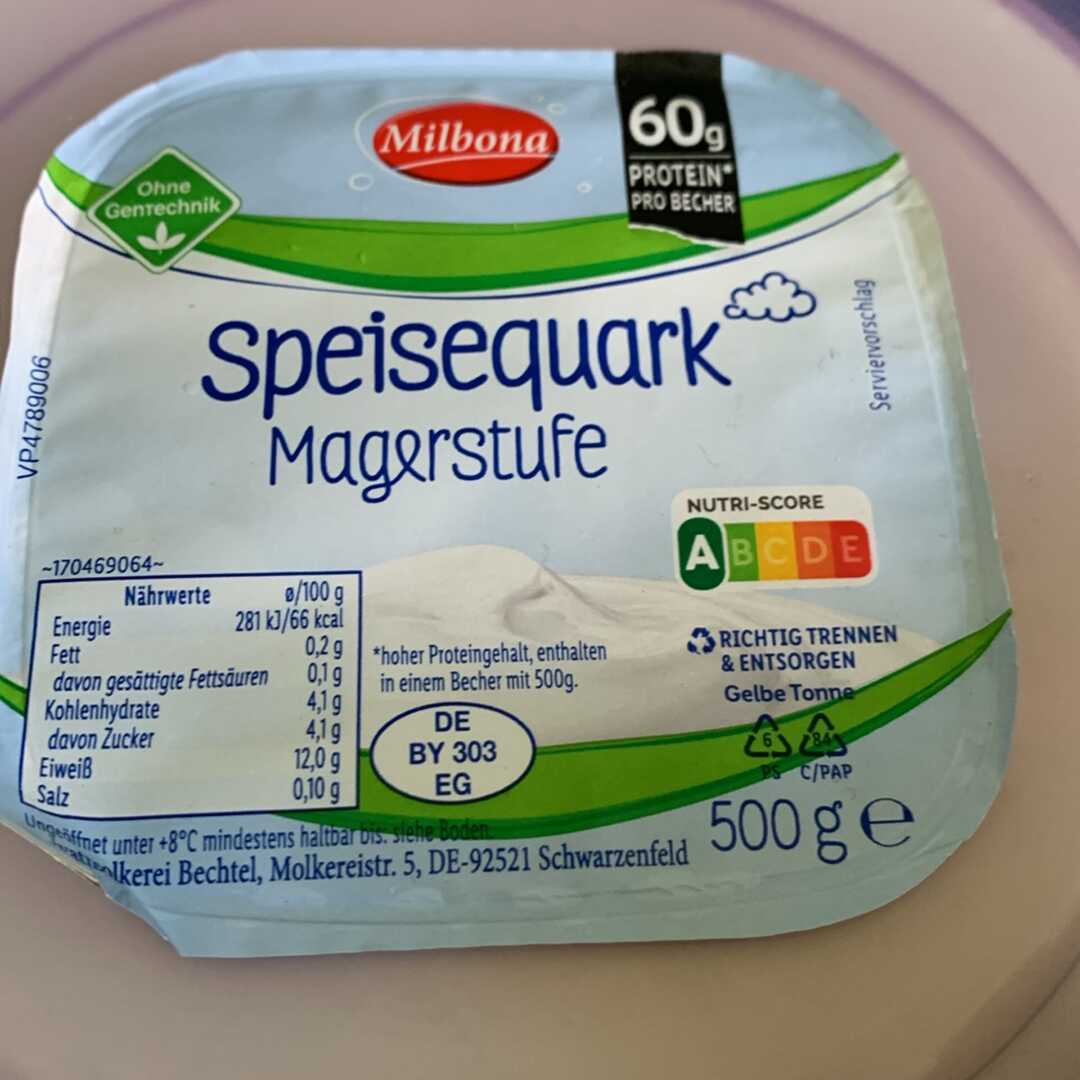 Milbona
60g
PROTEIN*
PRO BECHER
Ohne
Gentechnik
Speisequark
Magerstufe
Serviervorschlag
VP4789006
NUTRI-SCORE
A B C D E
~170469064~
Nährwerte ø/100 g
Energie 281 kJ/66 kcal
Fett 0,2 g
davon gesättigte Fettsäuren 0,1 g
Kohlenhydrate 4,1 g
davon Zucker 4,1 g
Eiweiß 12,0 g
Salz 0,10 g
*hoher Proteingehalt, enthalten
in einem Becher mit 500g.
DE
BY 303
EG
RICHTIG TRENNEN
& ENTSORGEN
Gelbe Tonne
6 84
PS C/PAP
500 g e
Ungeöffnet unter +8°C mindestens haltbar bis: siehe Boden
Bechtel, Molkereistr. 5, DE-92521 Schwarzenfeld